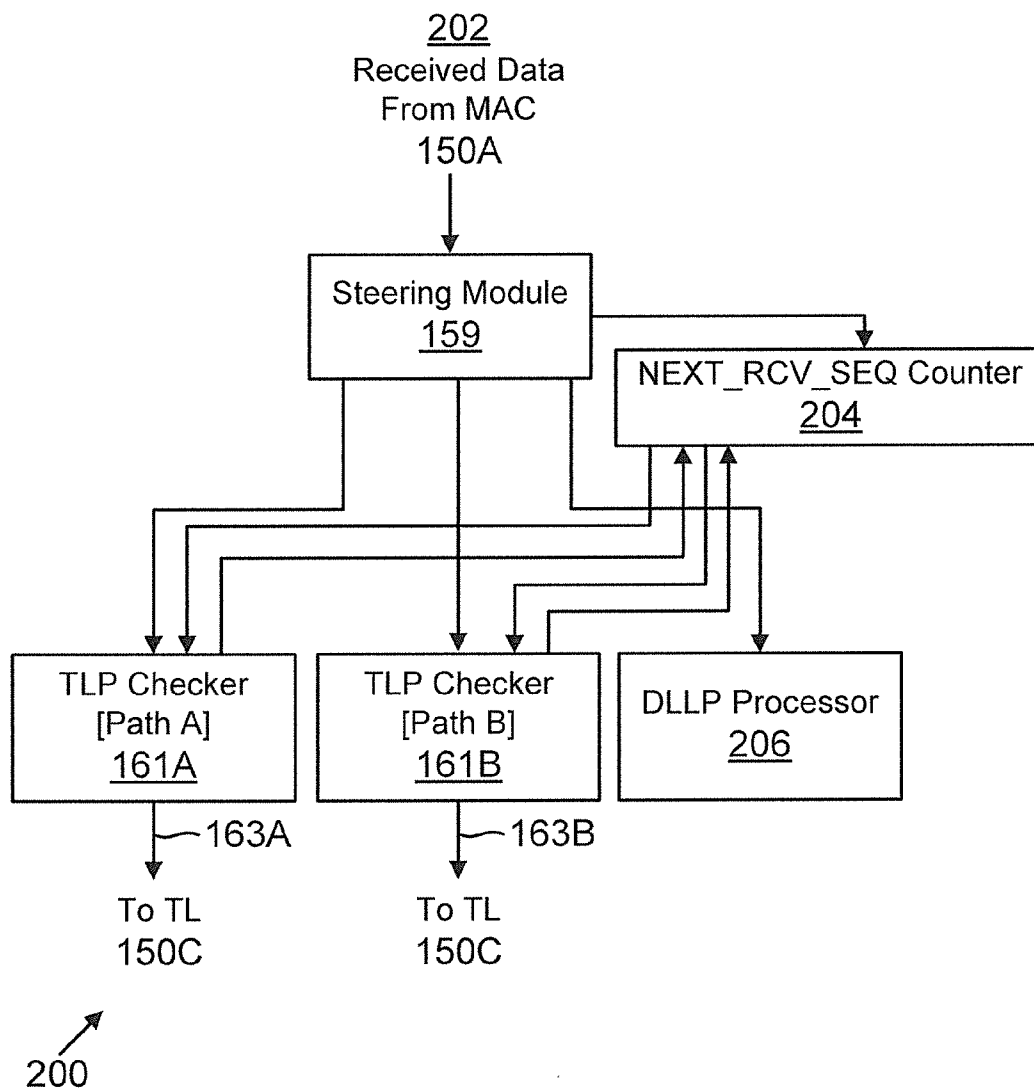 202
Received Data
From MAC
150A
Steering Module
159
NEXT_RCV_SEQ Counter
204
TLP Checker
[Path A]
161A
TLP Checker
[Path B]
161B
DLLP Processor
206
163A
163B
To TL
150C
To TL
150C
200